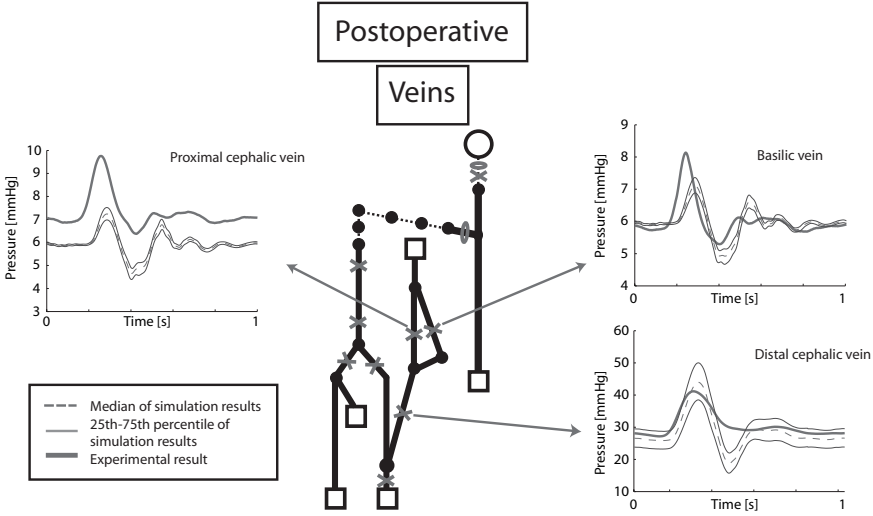 Postoperative
Veins
Proximal cephalic vein
Pressure [mmHg]
10
9
8
7
6
5
4
3
0
Time [s]
1
Basilic vein
Pressure [mmHg]
9
8
7
6
5
4
0
Time [s]
1
Distal cephalic vein
Pressure [mmHg]
60
50
40
30
20
10
0
Time [s]
1
Median of simulation results
25th-75th percentile of
simulation results
Experimental result